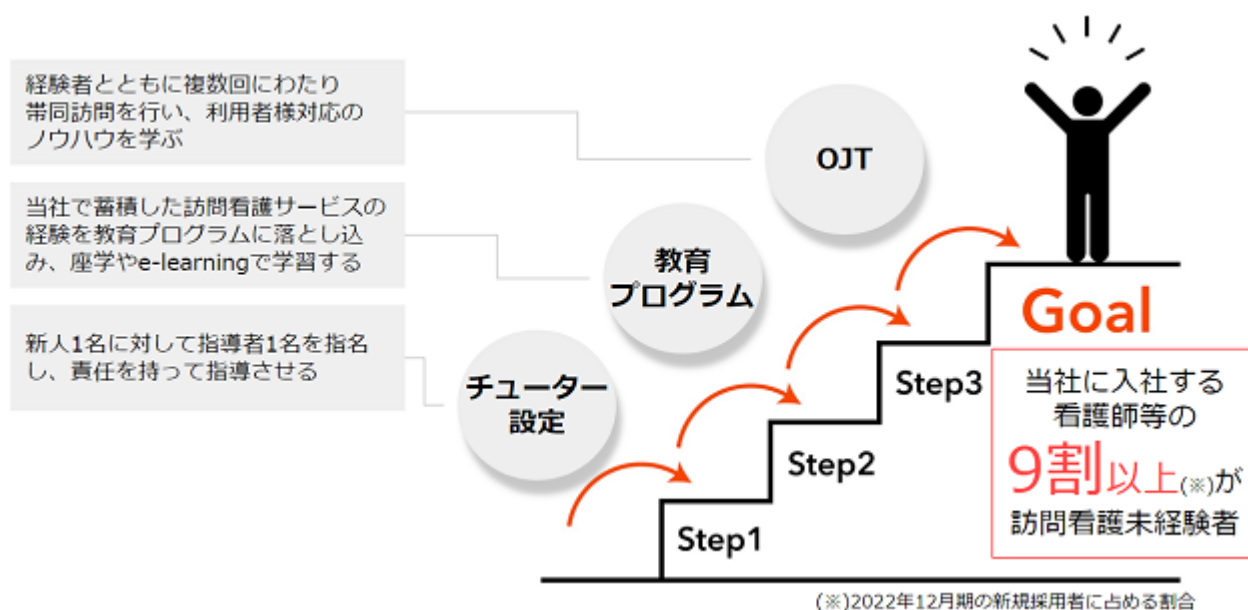 経験者とともに複数回にわたり
帯同訪問を行い、利用者様対応の
ノウハウを学ぶ
OJT
当社で蓄積した訪問看護サービスの
経験を教育プログラムに落とし込
み、座学やe-learningで学習する
教育
プログラム
新人1名に対して指導者1名を指名
し、責任を持って指導させる
チューター
設定
Step1
Step2
Step3
Goal
当社に入社する
看護師等の
9割以上(※)が
訪問看護未経験者
(※)2022年12月期の新規採用者に占める割合